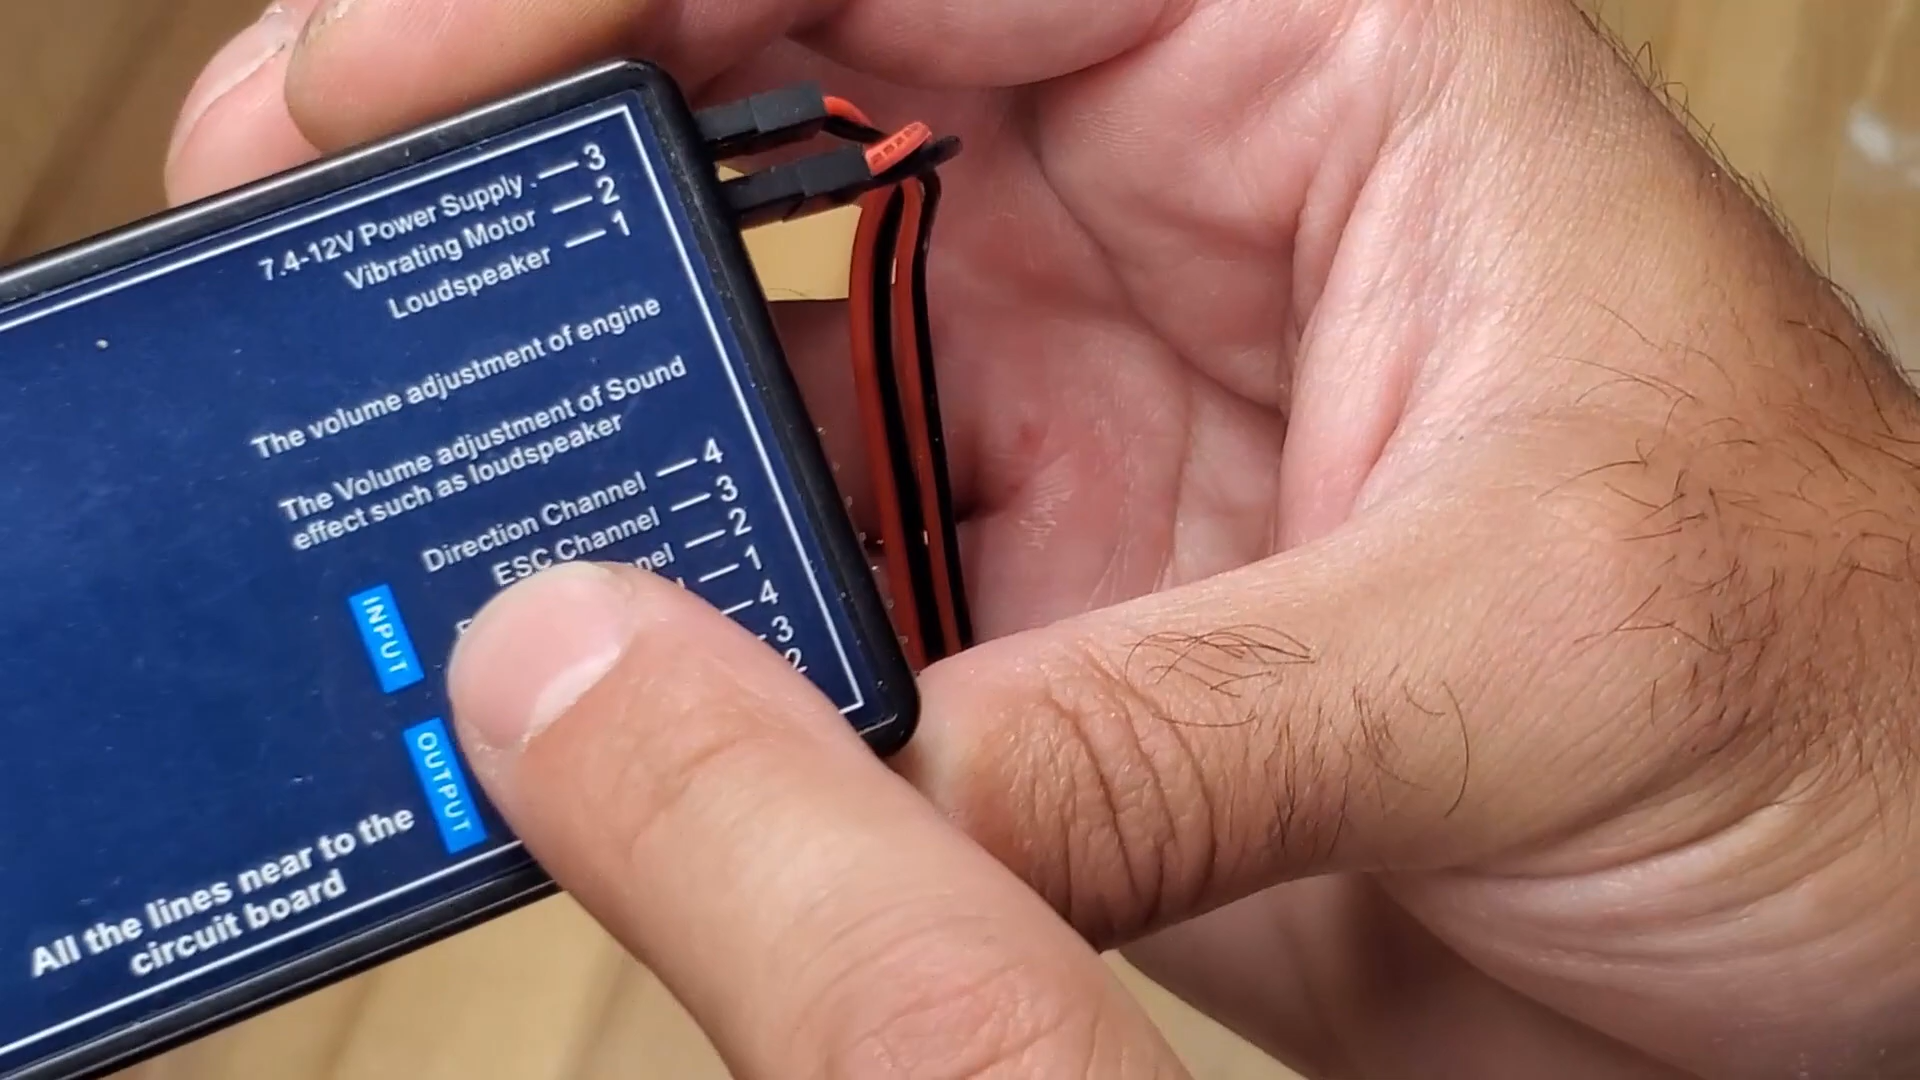 7.4-12V Power Supply . — 3
Vibrating Motor — 2
Loudspeaker — 1
The volume adjustment of engine
The Volume adjustment of Sound
effect such as loudspeaker
Direction Channel — 4
ESC Channel — 3
— 2
— 1
— 4
- 3
2
INPUT
OUTPUT
All the lines near to the
circuit board